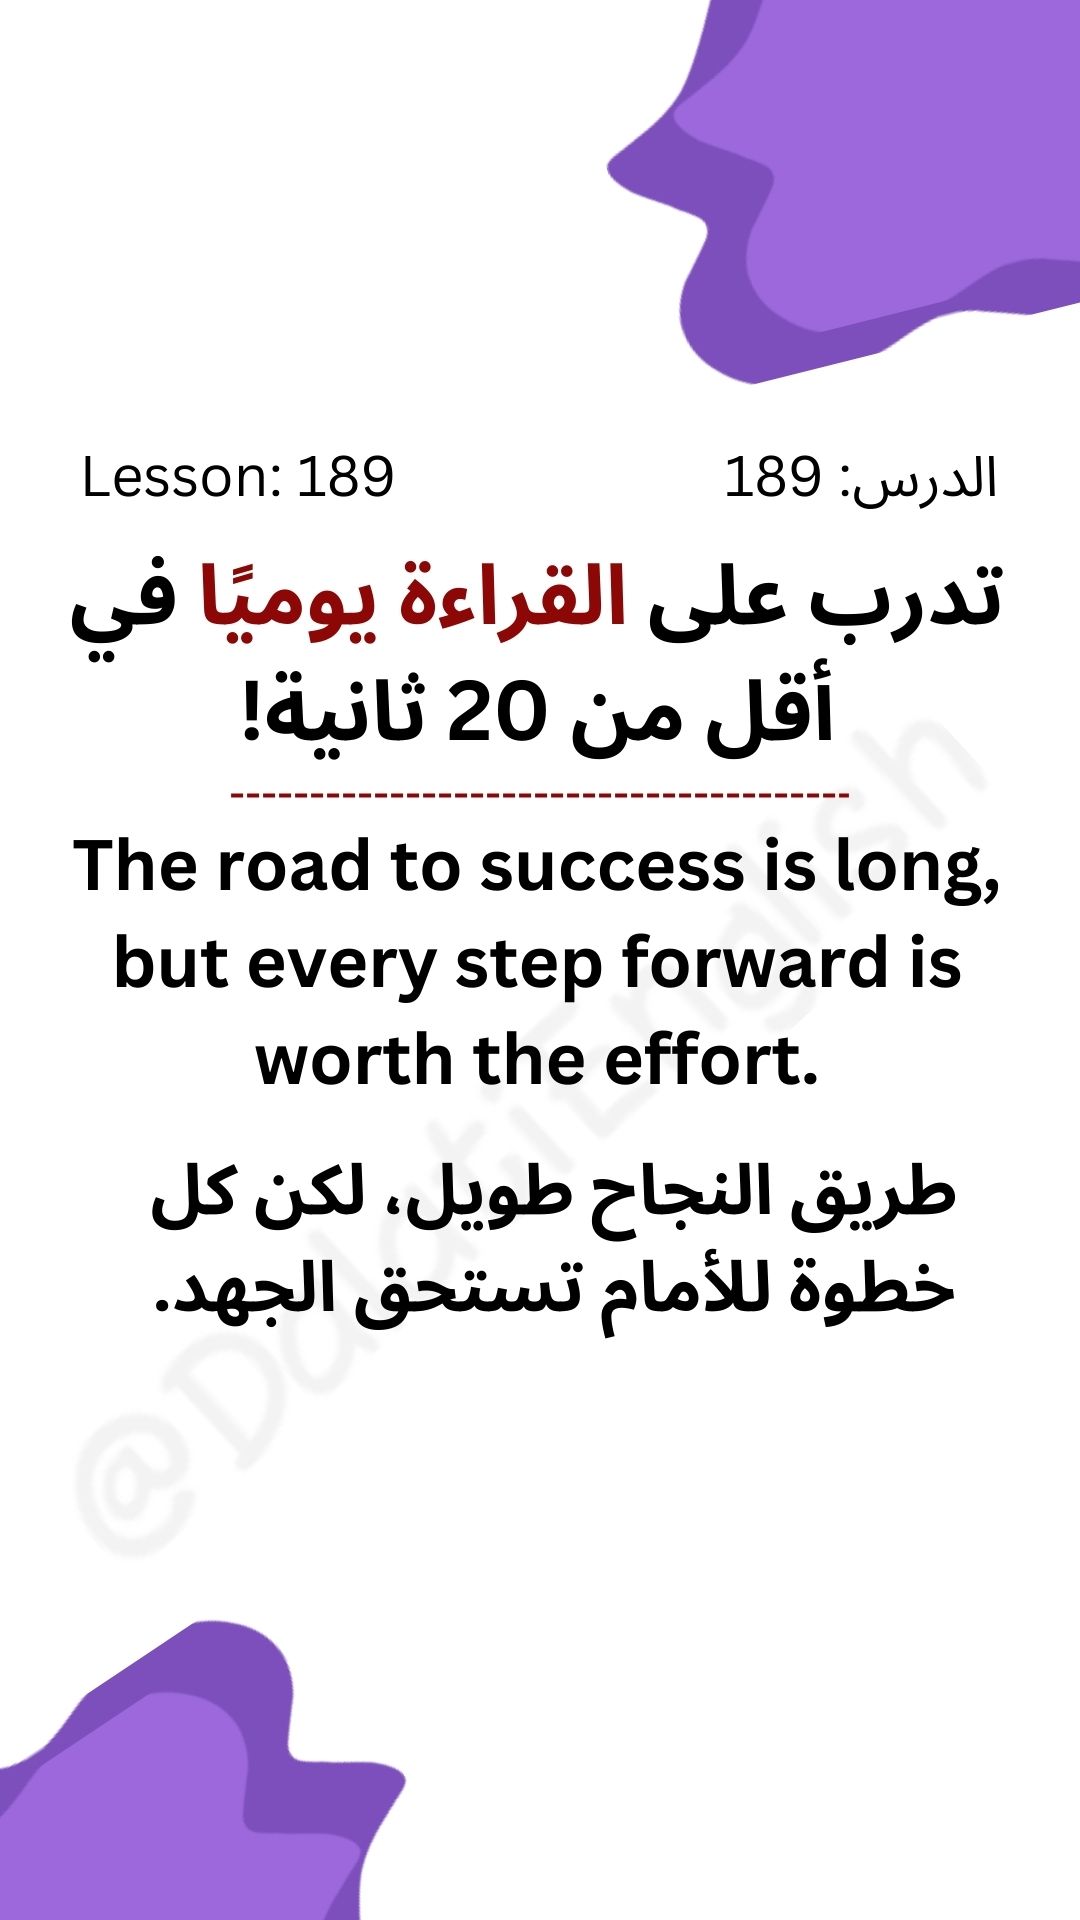 Lesson: 189
الدرس: 189
تدرب على القراءة يوميًا في
أقل من 20 ثانية!
--------------------------------------
The road to success is long,
but every step forward is
worth the effort.
طريق النجاح طويل، لكن كل
خطوة للأمام تستحق الجهد.
@DdatiEnglish